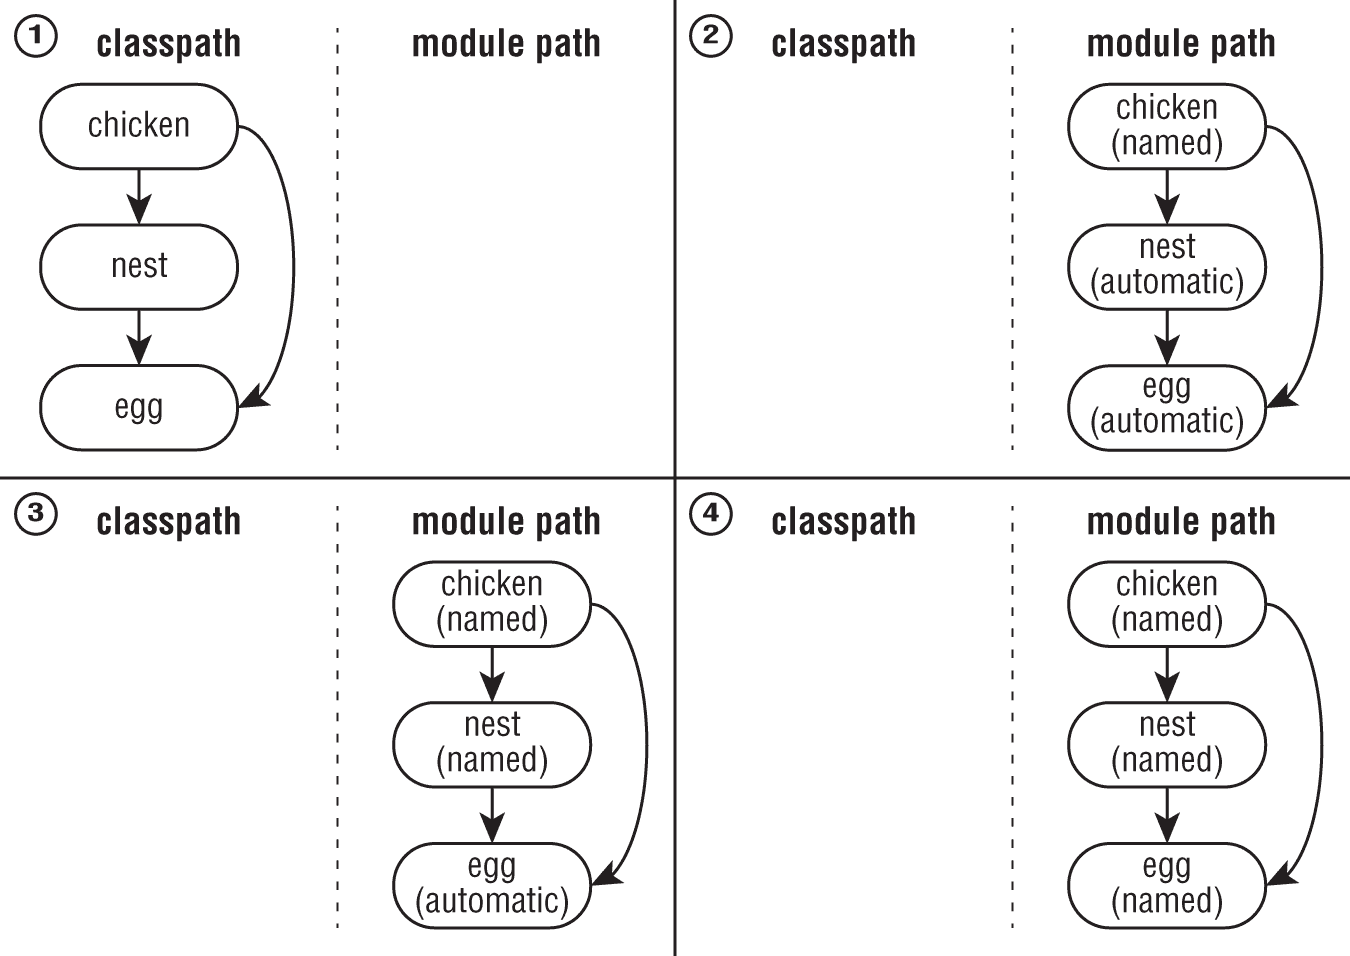 1 classpath module path
chicken
nest
egg
2 classpath module path
chicken
(named)
nest
(automatic)
egg
(automatic)
3 classpath module path
chicken
(named)
nest
(named)
egg
(automatic)
4 classpath module path
chicken
(named)
nest
(named)
egg
(named)